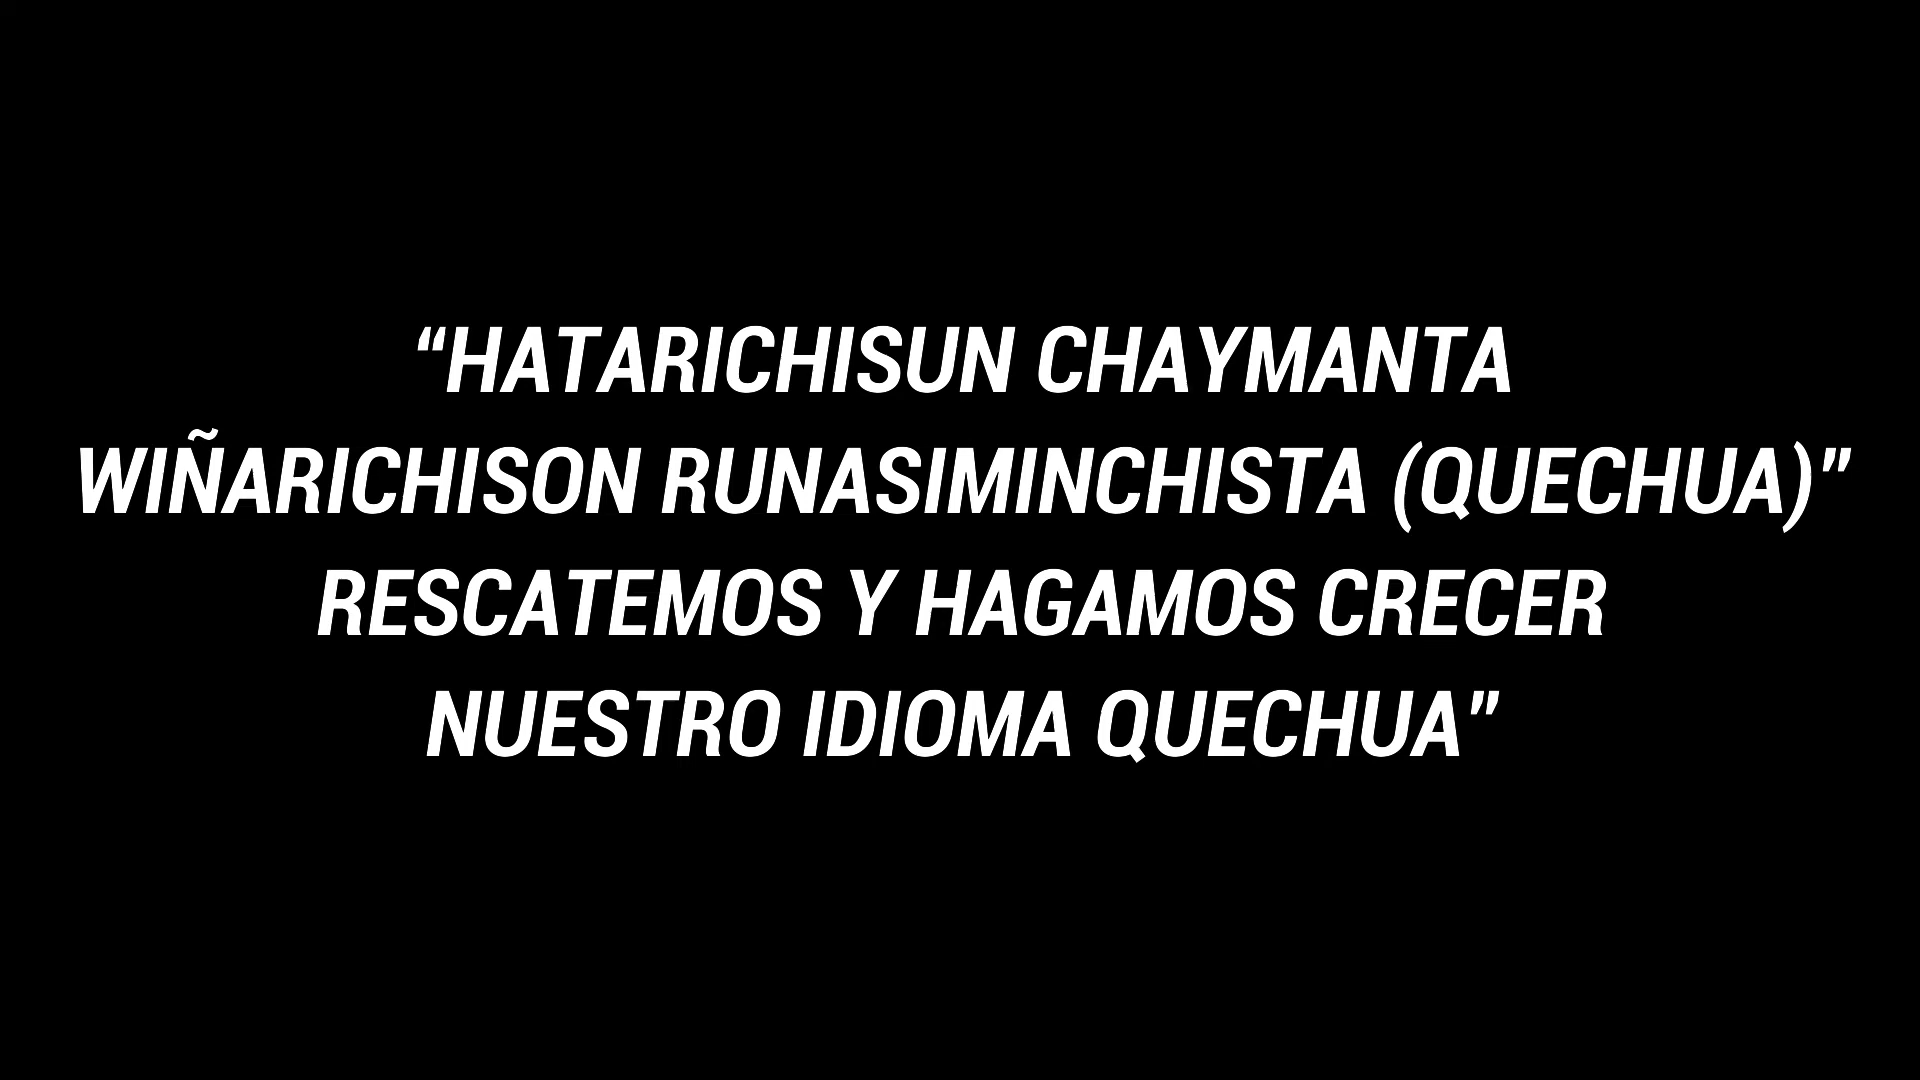 “HATARICHISUN CHAYMANTA
WIÑARICHISON RUNASIMINCHISTA (QUECHUA)”
RESCATEMOS Y HAGAMOS CRECER
NUESTRO IDIOMA QUECHUA”